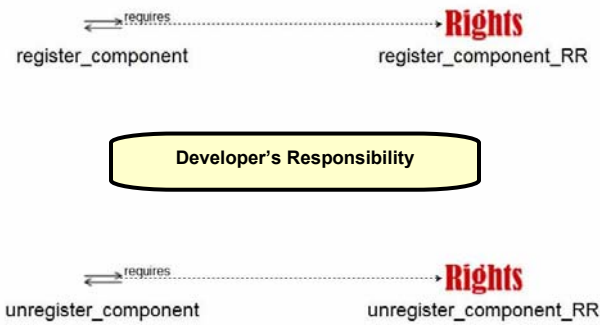 requires Rights
register_component register_component_RR
Developer's Responsibility
requires Rights
unregister_component unregister_component_RR